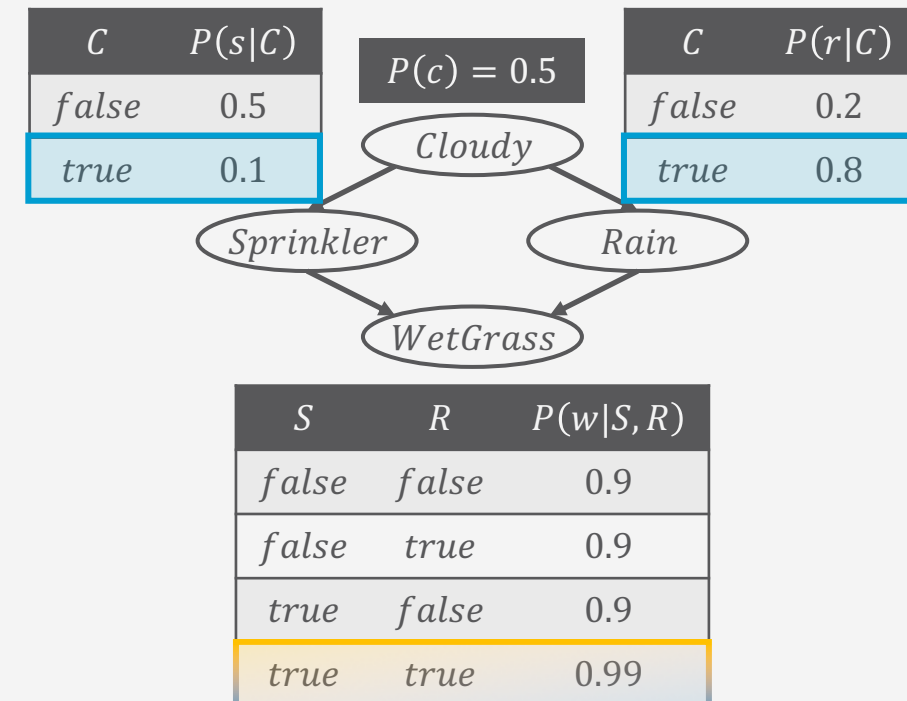 C P(s|C)
false 0.5
true 0.1
P(c) = 0.5
C P(r|C)
false 0.2
true 0.8
Cloudy
Sprinkler
Rain
WetGrass
S R P(w|S, R)
false false 0.9
false true 0.9
true false 0.9
true true 0.99